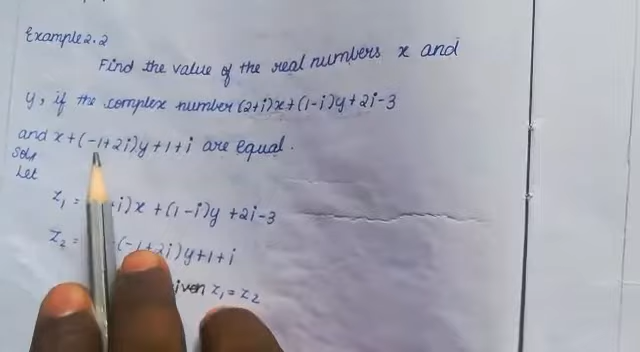 Example 2.2
Find the value of the real numbers x and
y, if the complex number (2+i)x+(1-i)y+2i-3
and x+(-1+2i)y+1+i are equal.
Soln
Let
z₁ = +i)x +(1-i)y +2i-3
z₂ = (-1+2i)y+1+i
z₁ = z₂